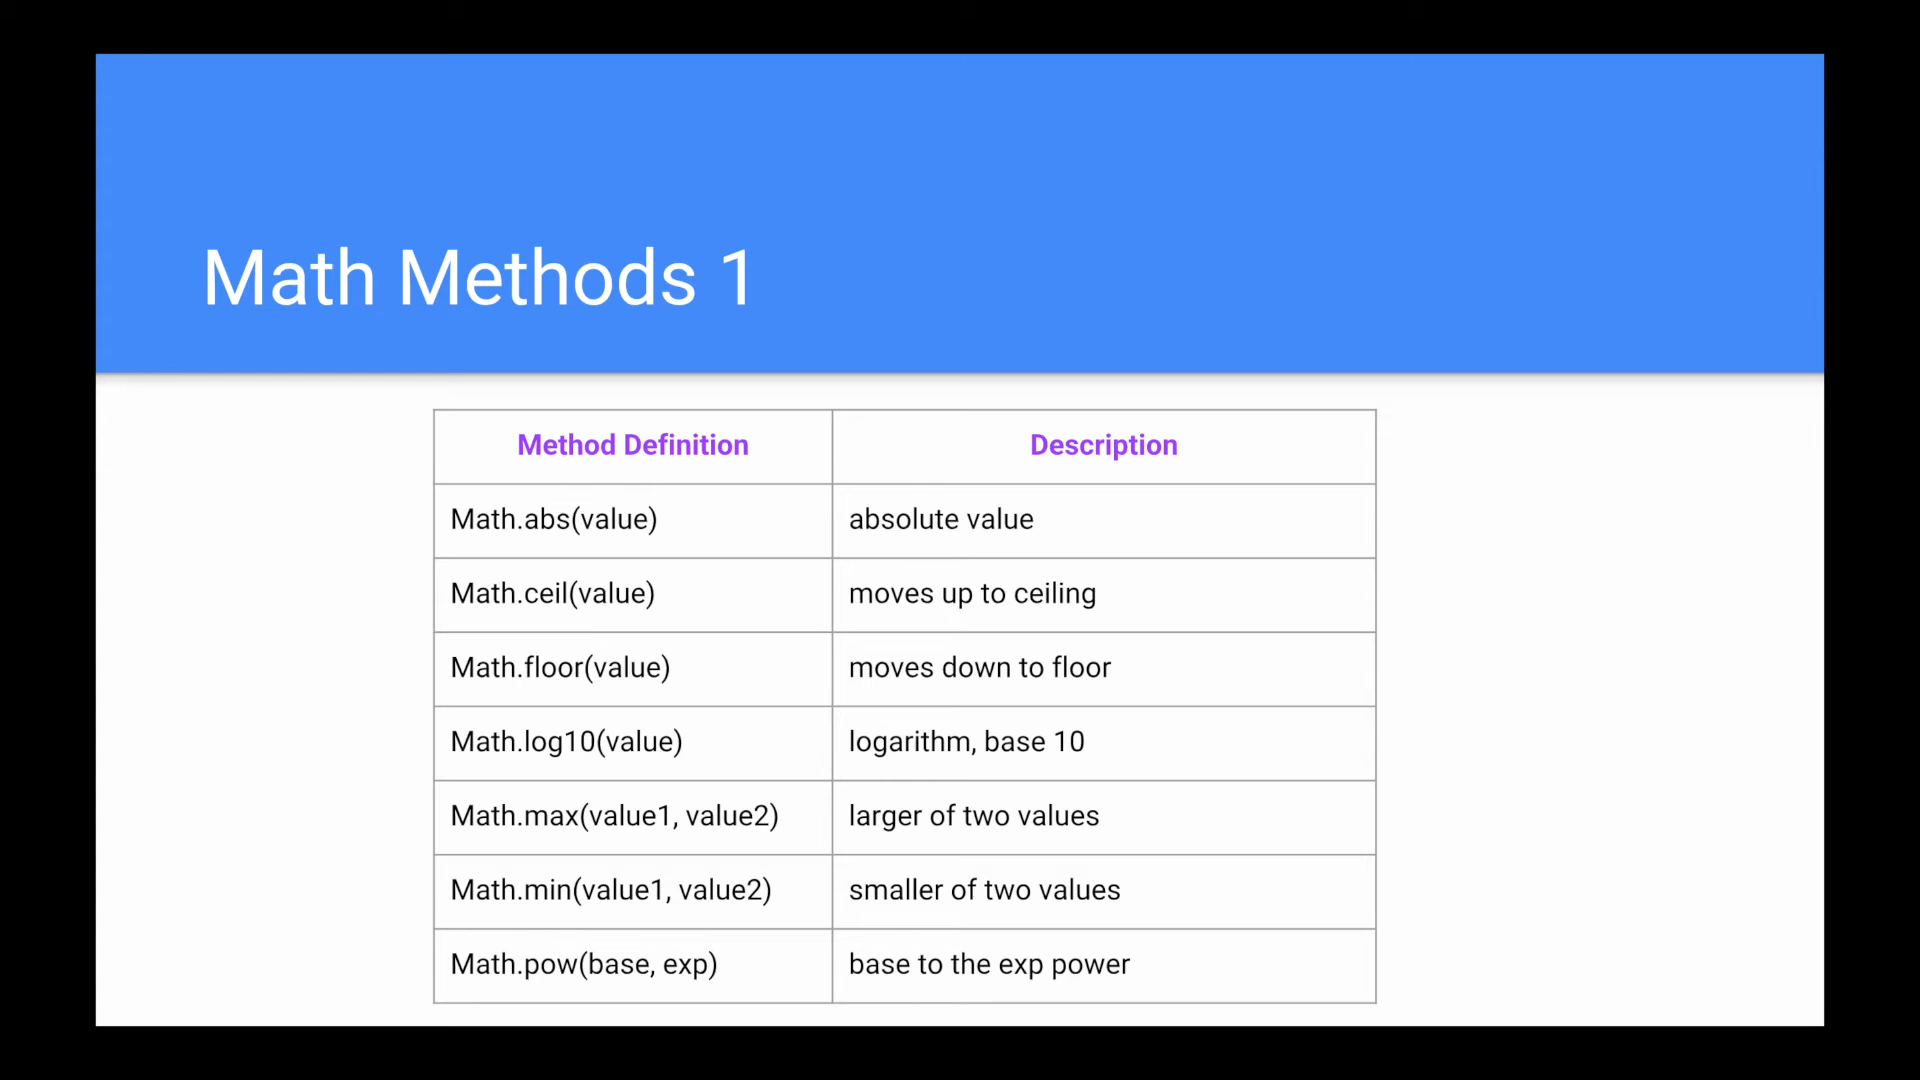 Math Methods 1
Method Definition Description
Math.abs(value) absolute value
Math.ceil(value) moves up to ceiling
Math.floor(value) moves down to floor
Math.log10(value) logarithm, base 10
Math.max(value1, value2) larger of two values
Math.min(value1, value2) smaller of two values
Math.pow(base, exp) base to the exp power